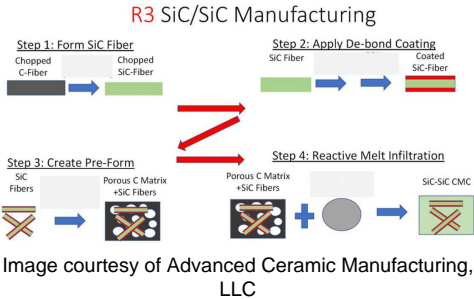 R3 SiC/SiC Manufacturing
Step 1: Form SiC Fiber
Chopped
C-Fiber
Chopped
SiC-Fiber
Step 2: Apply De-bond Coating
SiC Fiber
Coated
SiC-Fiber
Step 3: Create Pre-Form
SiC
Fibers
Porous C Matrix
+SiC Fibers
Step 4: Reactive Melt Infiltration
Porous C Matrix
+SiC Fibers
SiC-SiC CMC
Image courtesy of Advanced Ceramic Manufacturing,
LLC